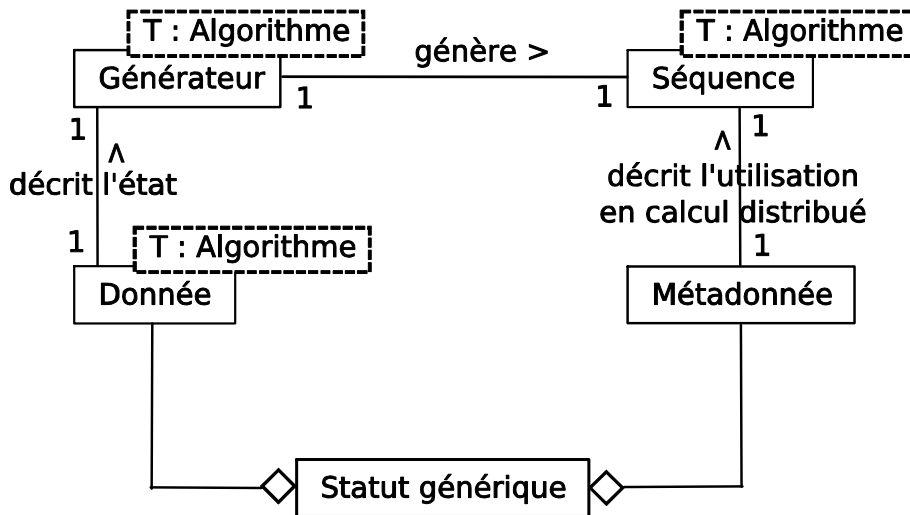 T : Algorithme
T : Algorithme
génère >
Générateur
Séquence
1
1
1
1
>
>
décrit l'état
décrit l'utilisation
en calcul distribué
1
1
T : Algorithme
Donnée
Métadonnée
Statut générique